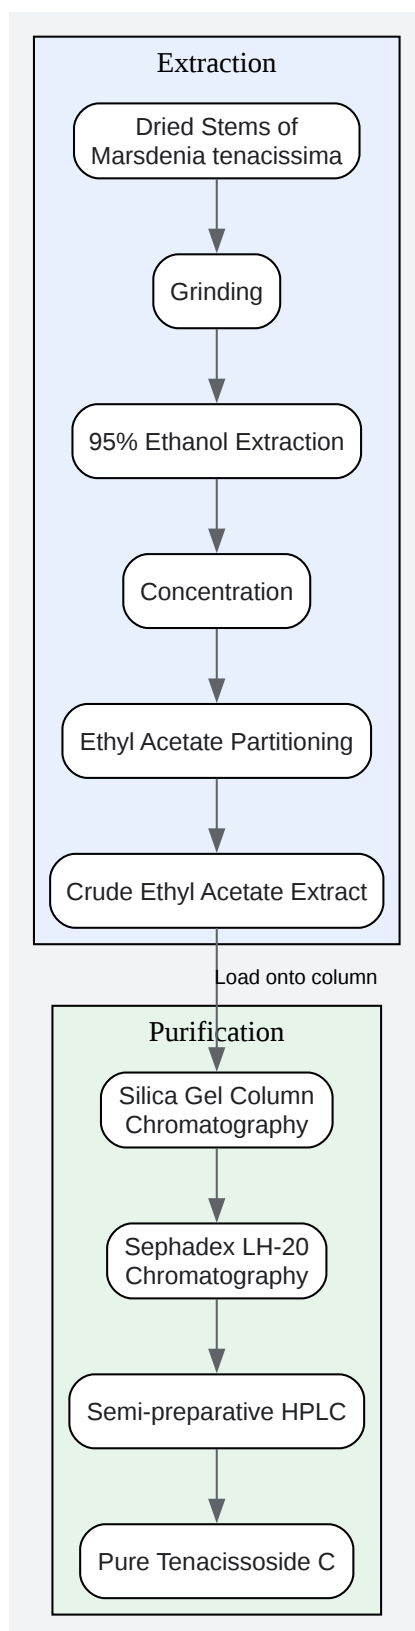 Extraction
Dried Stems of
Marsdenia tenacissima
Grinding
95% Ethanol Extraction
Concentration
Ethyl Acetate Partitioning
Crude Ethyl Acetate Extract
Load onto column
Purification
Silica Gel Column
Chromatography
Sephadex LH-20
Chromatography
Semi-preparative HPLC
Pure Tenacissoside C